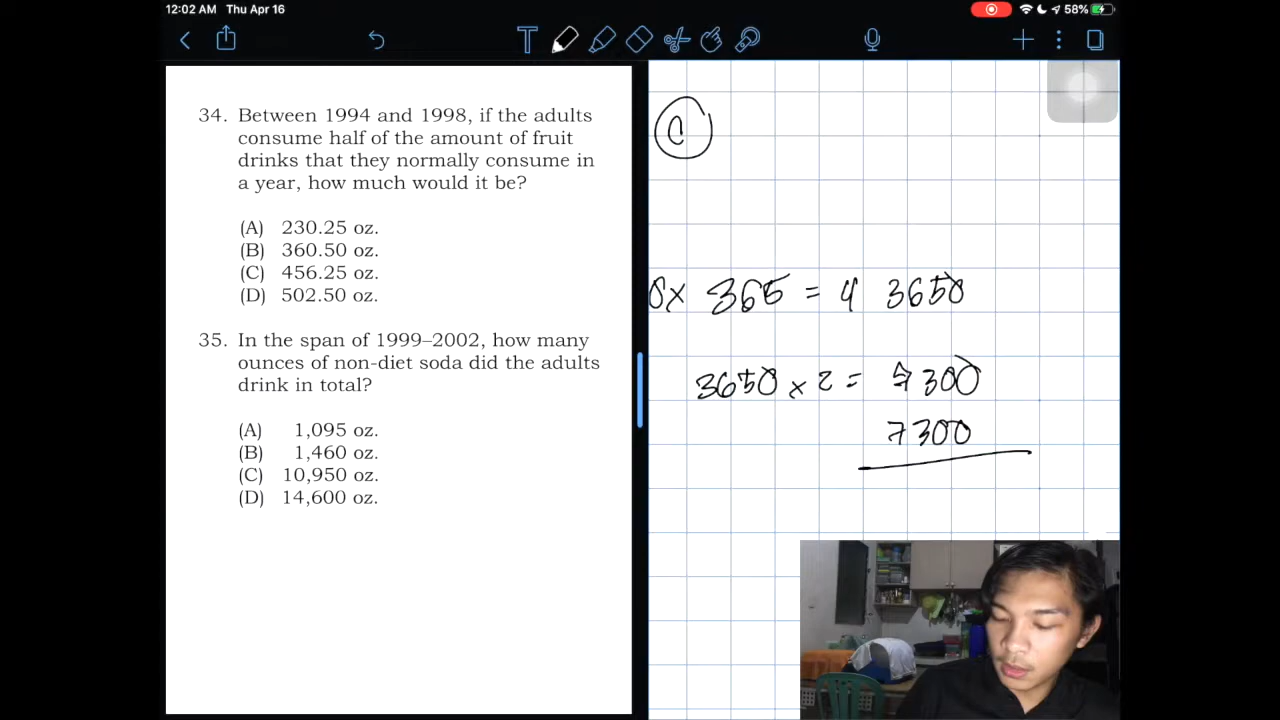 12:02 AM Thu Apr 16
58%
34. Between 1994 and 1998, if the adults
consume half of the amount of fruit
drinks that they normally consume in
a year, how much would it be?
(A) 230.25 oz.
(B) 360.50 oz.
(C) 456.25 oz.
(D) 502.50 oz.
35. In the span of 1999–2002, how many
ounces of non-diet soda did the adults
drink in total?
(A) 1,095 oz.
(B) 1,460 oz.
(C) 10,950 oz.
(D) 14,600 oz.
C
0 x 365 = 4 3650
3650 x 2 = 7300
7300